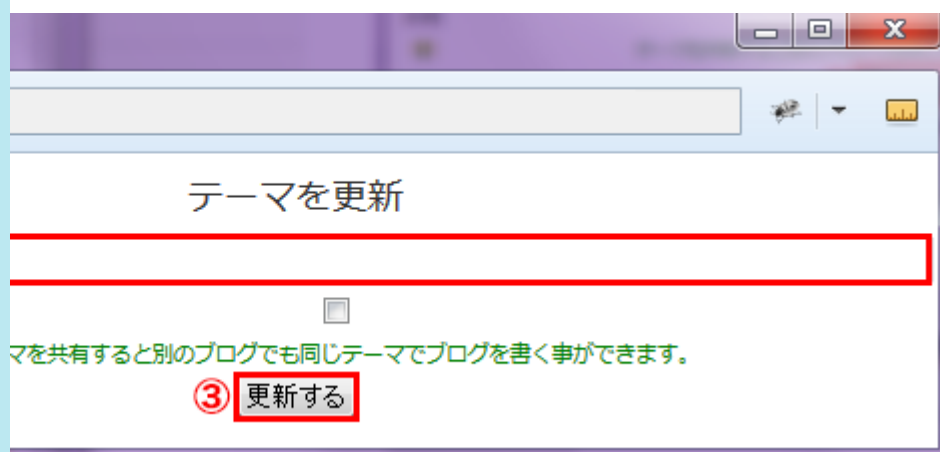 テーマを更新
マを共有すると別のブログでも同じテーマでブログを書く事ができます。
③ 更新する